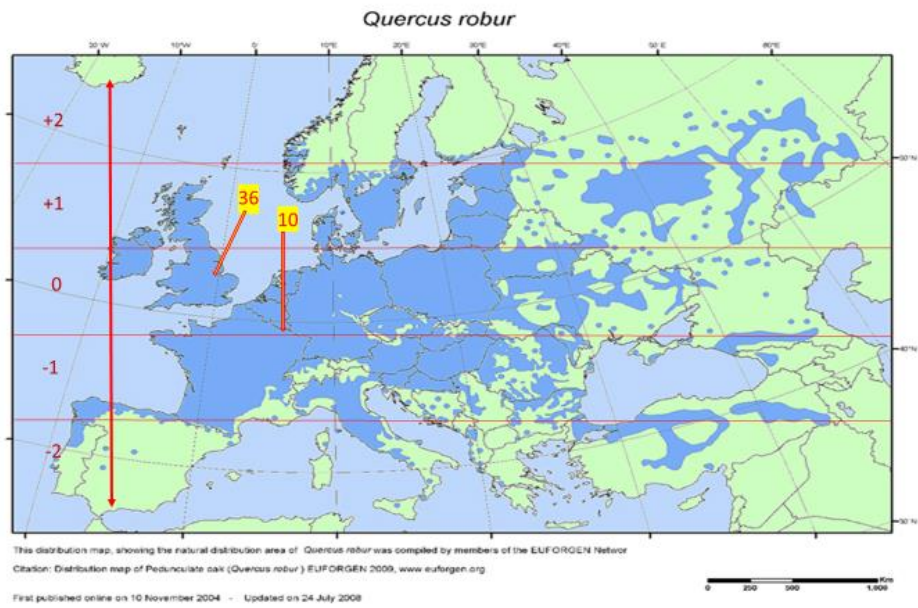 Quercus robur
20°W 10°W 0° 10°E 20°E 30°E 40°E 50°E 60°E
+2
50°N
+1
36
10
0
40°N
-1
-2
30°N
This distribution map, showing the natural distribution area of Quercus robur was compiled by members of the EUFORGEN Networ
Citation: Distribution map of Pedunculate oak (Quercus robur ) EUFORGEN 2009, www.euforgen.org
Km
0 250 500 1,000
First published online on 10 November 2004 - Updated on 24 July 2008